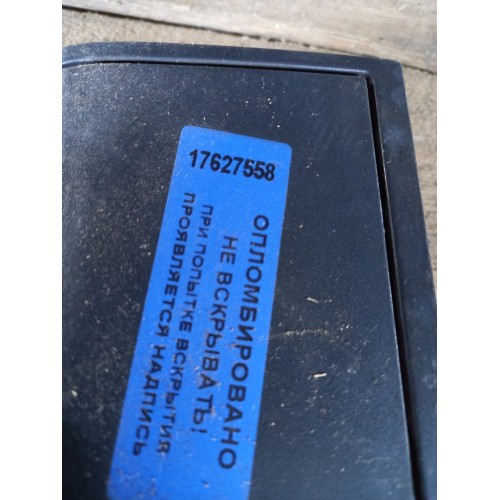 17627558
ОПЛОМБИРОВАНО
НЕ ВСКРЫВАТЬ!
ПРИ ПОПЫТКЕ ВСКРЫТИЯ
ПРОЯВЛЯЕТСЯ НАДПИСЬ